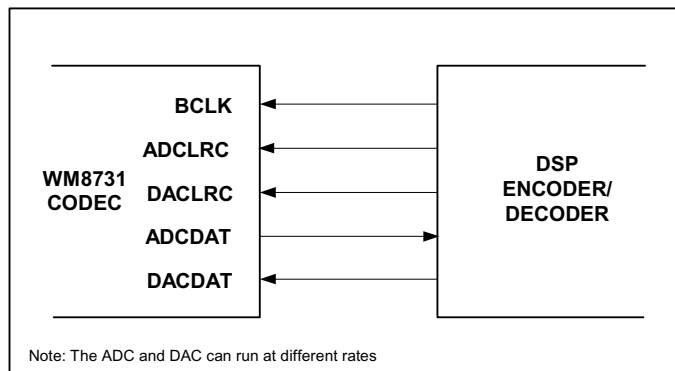 WM8731
CODEC
BCLK
ADCLRC
DACLRC
ADCDAT
DACDAT
DSP
ENCODER/
DECODER
Note: The ADC and DAC can run at different rates